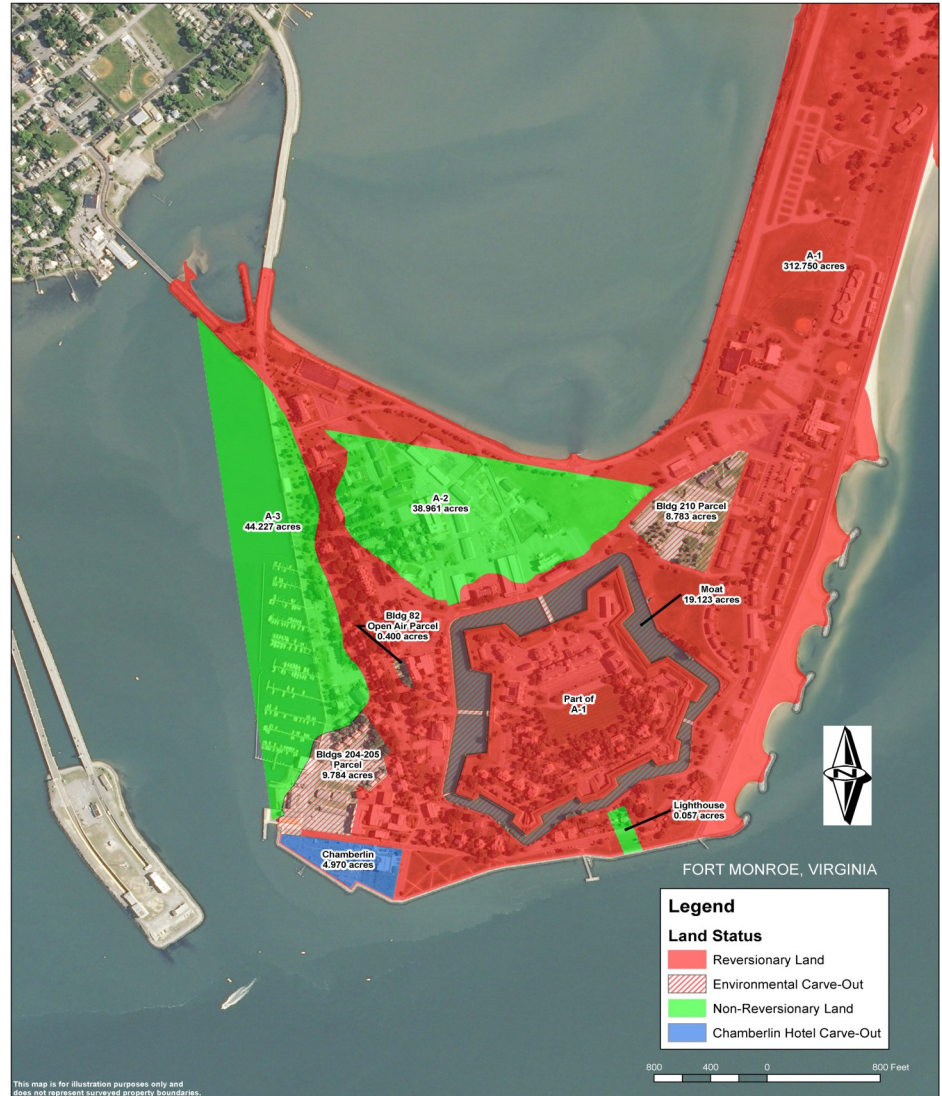 A-1
312.750 acres
A-2
38.961 acres
Bldg 210 Parcel
8.783 acres
A-3
44.227 acres
Moat
19.123 acres
Bldg 82
Open Air Parcel
0.400 acres
Part of
A-1
Bldgs 204-205
Parcel
9.784 acres
N
Lighthouse
0.057 acres
Chamberlin
4.970 acres
FORT MONROE, VIRGINIA
Legend
Land Status
Reversionary Land
Environmental Carve-Out
Non-Reversionary Land
Chamberlin Hotel Carve-Out
800 400 0 800 Feet
This map is for illustration purposes only and
does not represent surveyed property boundaries.